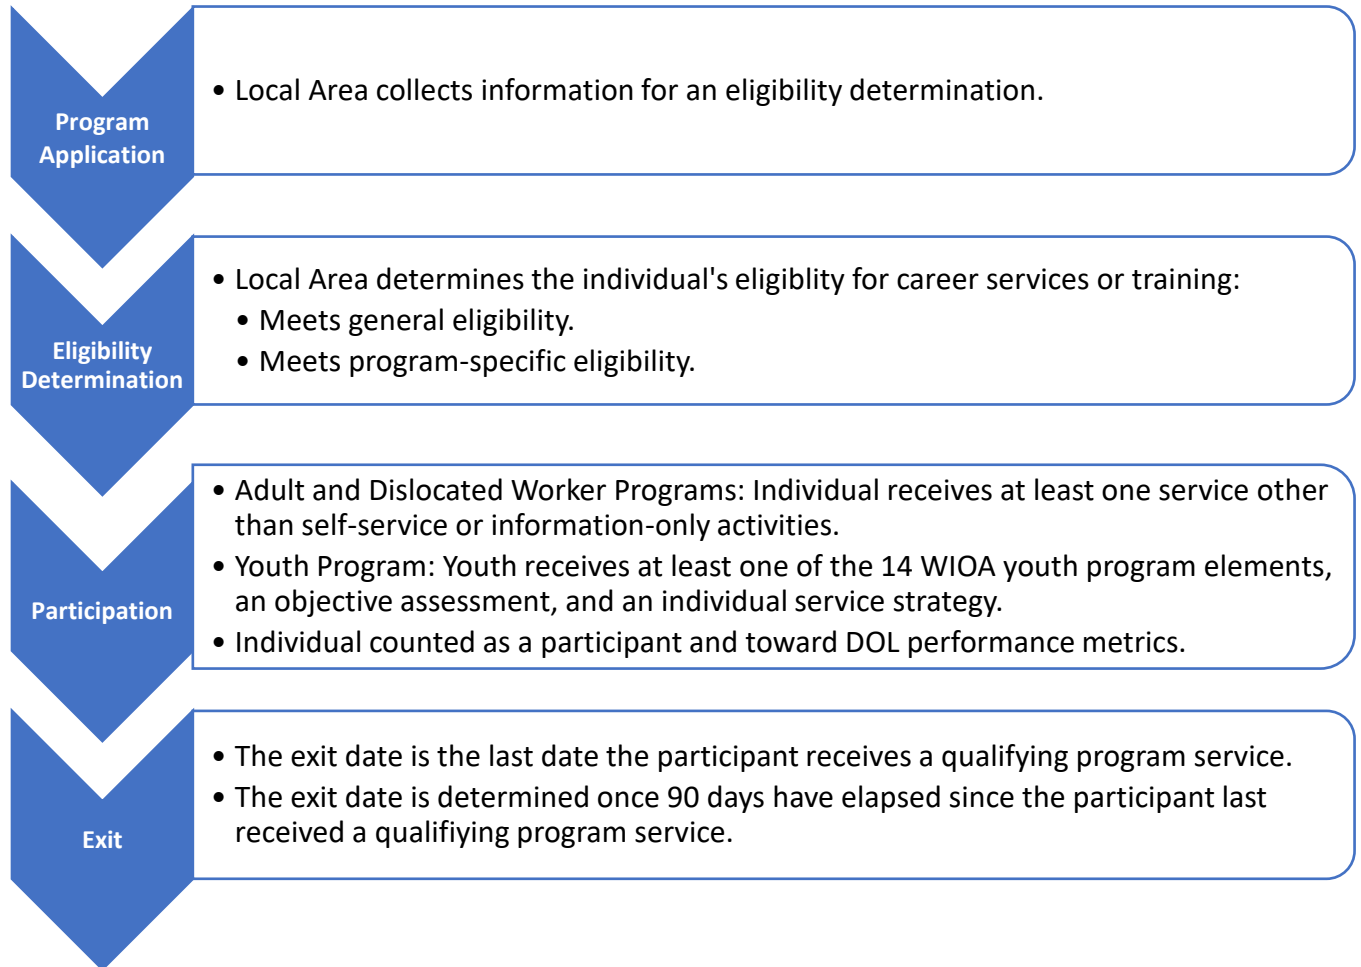 Program
Application
• Local Area collects information for an eligibility determination.
Eligibility
Determination
• Local Area determines the individual's eligiblity for career services or training:
• Meets general eligibility.
• Meets program-specific eligibility.
Participation
• Adult and Dislocated Worker Programs: Individual receives at least one service other
than self-service or information-only activities.
• Youth Program: Youth receives at least one of the 14 WIOA youth program elements,
an objective assessment, and an individual service strategy.
• Individual counted as a participant and toward DOL performance metrics.
Exit
• The exit date is the last date the participant receives a qualifying program service.
• The exit date is determined once 90 days have elapsed since the participant last
received a qualifiying program service.